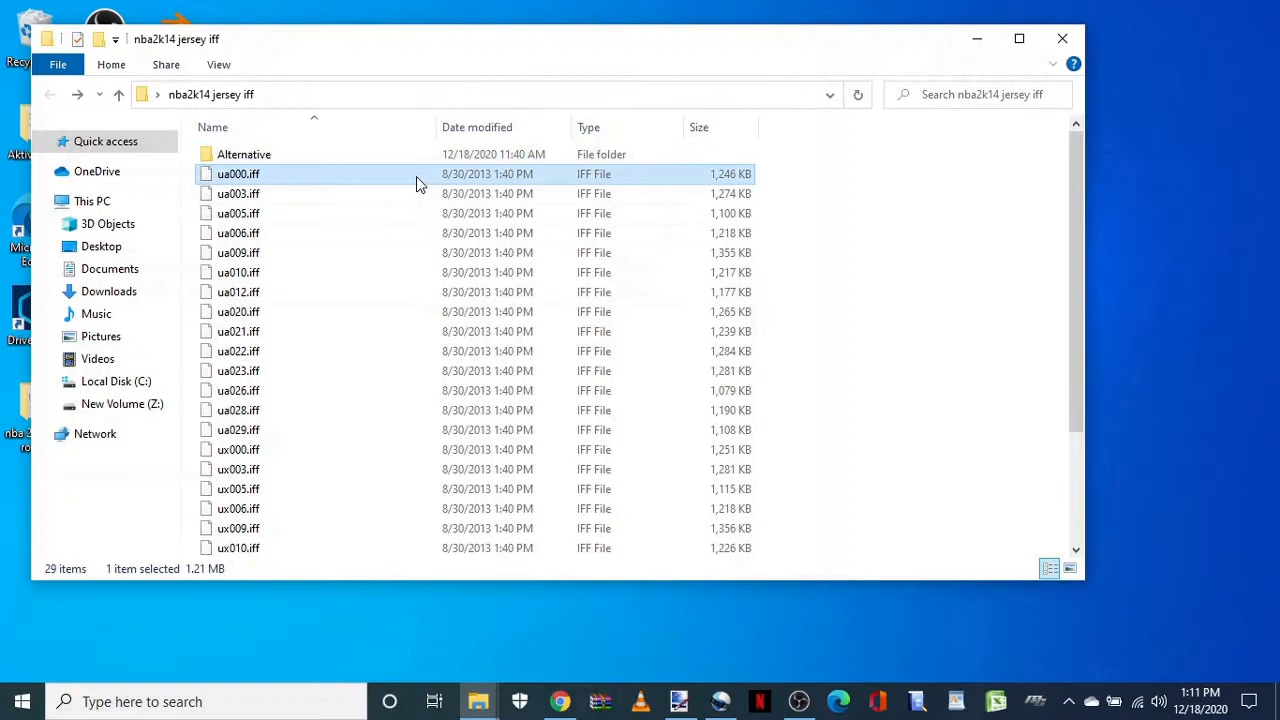 nba2k14 jersey iff
File Home Share View
nba2k14 jersey iff Search nba2k14 jersey iff
Name Date modified Type Size
Quick access
OneDrive
This PC
3D Objects
Desktop
Documents
Downloads
Music
Pictures
Videos
Local Disk (C:)
New Volume (Z:)
Network
Alternative 12/18/2020 11:40 AM File folder
ua000.iff 8/30/2013 1:40 PM IFF File 1,246 KB
ua003.iff 8/30/2013 1:40 PM IFF File 1,274 KB
ua005.iff 8/30/2013 1:40 PM IFF File 1,100 KB
ua006.iff 8/30/2013 1:40 PM IFF File 1,218 KB
ua009.iff 8/30/2013 1:40 PM IFF File 1,355 KB
ua010.iff 8/30/2013 1:40 PM IFF File 1,217 KB
ua012.iff 8/30/2013 1:40 PM IFF File 1,177 KB
ua020.iff 8/30/2013 1:40 PM IFF File 1,265 KB
ua021.iff 8/30/2013 1:40 PM IFF File 1,239 KB
ua022.iff 8/30/2013 1:40 PM IFF File 1,284 KB
ua023.iff 8/30/2013 1:40 PM IFF File 1,281 KB
ua026.iff 8/30/2013 1:40 PM IFF File 1,079 KB
ua028.iff 8/30/2013 1:40 PM IFF File 1,190 KB
ua029.iff 8/30/2013 1:40 PM IFF File 1,108 KB
ux000.iff 8/30/2013 1:40 PM IFF File 1,251 KB
ux003.iff 8/30/2013 1:40 PM IFF File 1,281 KB
ux005.iff 8/30/2013 1:40 PM IFF File 1,115 KB
ux006.iff 8/30/2013 1:40 PM IFF File 1,218 KB
ux009.iff 8/30/2013 1:40 PM IFF File 1,356 KB
ux010.iff 8/30/2013 1:40 PM IFF File 1,226 KB
29 items 1 item selected 1.21 MB
Recy
Akti
Micr
Ed
Drive
nba 2
ro
Type here to search
1:11 PM
12/18/2020